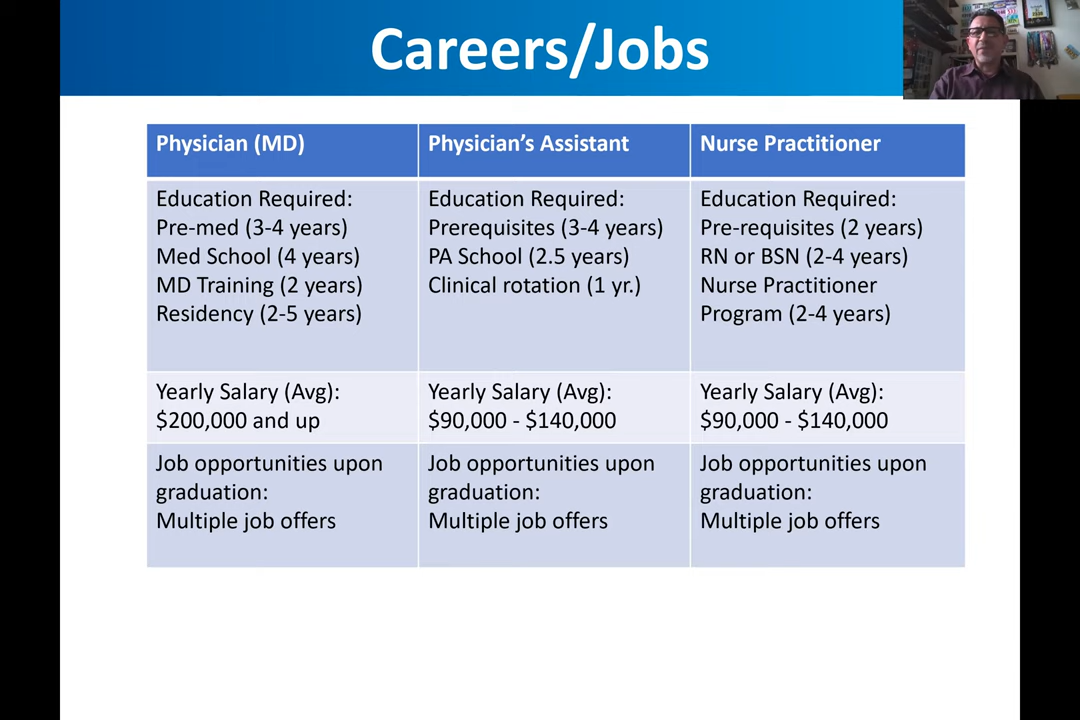 Careers/Jobs
Physician (MD)
Physician’s Assistant
Nurse Practitioner
Education Required:
Pre-med (3-4 years)
Med School (4 years)
MD Training (2 years)
Residency (2-5 years)
Education Required:
Prerequisites (3-4 years)
PA School (2.5 years)
Clinical rotation (1 yr.)
Education Required:
Pre-requisites (2 years)
RN or BSN (2-4 years)
Nurse Practitioner
Program (2-4 years)
Yearly Salary (Avg):
$200,000 and up
Yearly Salary (Avg):
$90,000 - $140,000
Yearly Salary (Avg):
$90,000 - $140,000
Job opportunities upon
graduation:
Multiple job offers
Job opportunities upon
graduation:
Multiple job offers
Job opportunities upon
graduation:
Multiple job offers